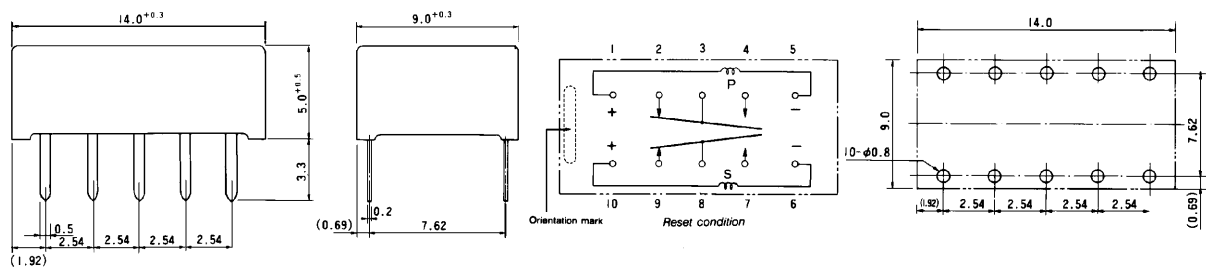 14.0+0.3
5.0+0.5
3.3
0.5
2.54 2.54 2.54 2.54
(1.92)
9.0+0.3
0.2
(0.69) 7.62
1 2 3 4 5
P
+ −
+ −
S
10 9 8 7 6
Orientation mark
Reset condition
14.0
9.0
7.62
10-φ0.8
(1.92) 2.54 2.54 2.54 2.54
(0.69)